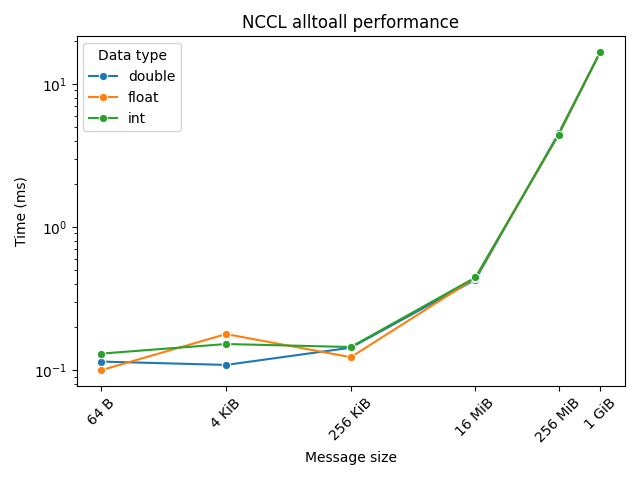 NCCL alltoall performance
Data type
double
float
int
Time (ms)
10¹
10⁰
10⁻¹
64 B
4 KiB
256 KiB
16 MiB
256 MiB
1 GiB
Message size